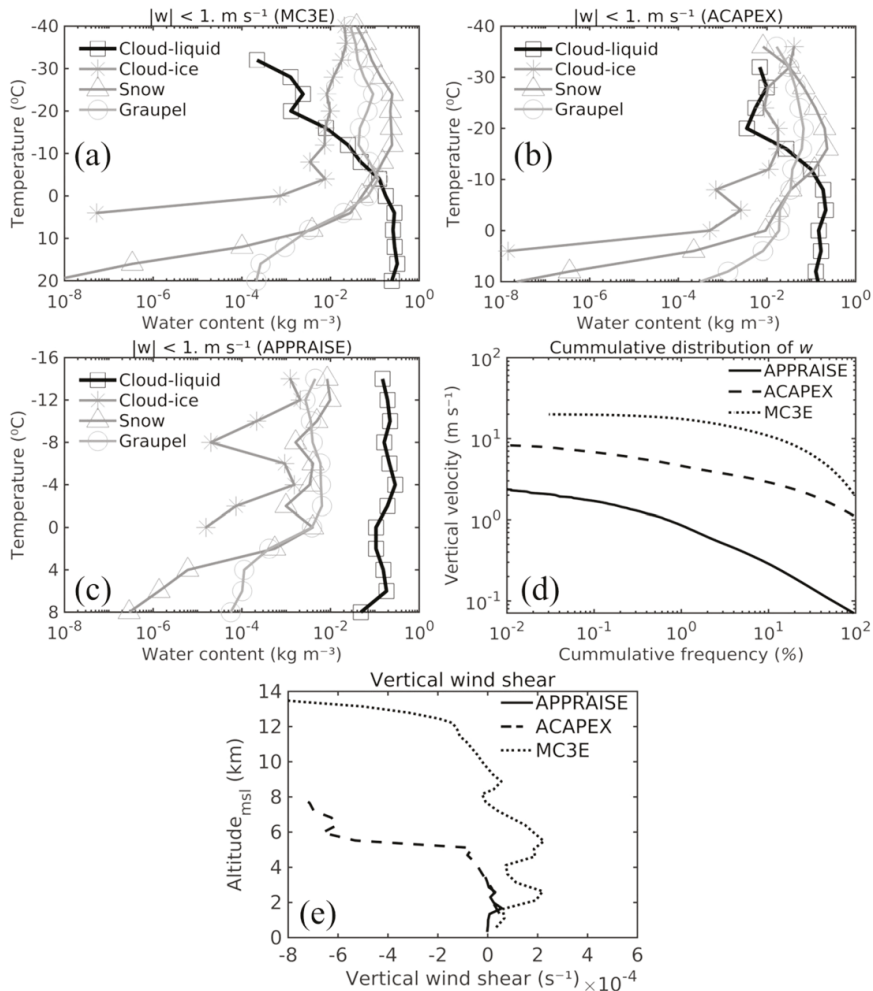 |w| < 1. m s⁻¹ (MC3E)
-40
-30
-20
-10
0
10
20
Temperature (⁰C)
Cloud-liquid
Cloud-ice
Snow
Graupel
(a)
10⁻⁸ 10⁻⁶ 10⁻⁴ 10⁻² 10⁰
Water content (kg m⁻³)
|w| < 1. m s⁻¹ (ACAPEX)
-40
-30
-20
-10
0
10
Temperature (⁰C)
Cloud-liquid
Cloud-ice
Snow
Graupel
(b)
10⁻⁸ 10⁻⁶ 10⁻⁴ 10⁻² 10⁰
Water content (kg m⁻³)
|w| < 1. m s⁻¹ (APPRAISE)
-16
-12
-8
-4
0
4
8
Temperature (⁰C)
Cloud-liquid
Cloud-ice
Snow
Graupel
(c)
10⁻⁸ 10⁻⁶ 10⁻⁴ 10⁻² 10⁰
Water content (kg m⁻³)
Cummulative distribution of w
10²
10¹
10⁰
10⁻¹
Vertical velocity (m s⁻¹)
APPRAISE
ACAPEX
MC3E
(d)
10⁻² 10⁻¹ 10⁰ 10¹ 10²
Cummulative frequency (%)
Vertical wind shear
14
12
10
8
6
4
2
0
Altitude_msl (km)
APPRAISE
ACAPEX
MC3E
(e)
-8 -6 -4 -2 0 2 4 6
Vertical wind shear (s⁻¹) ×10⁻⁴